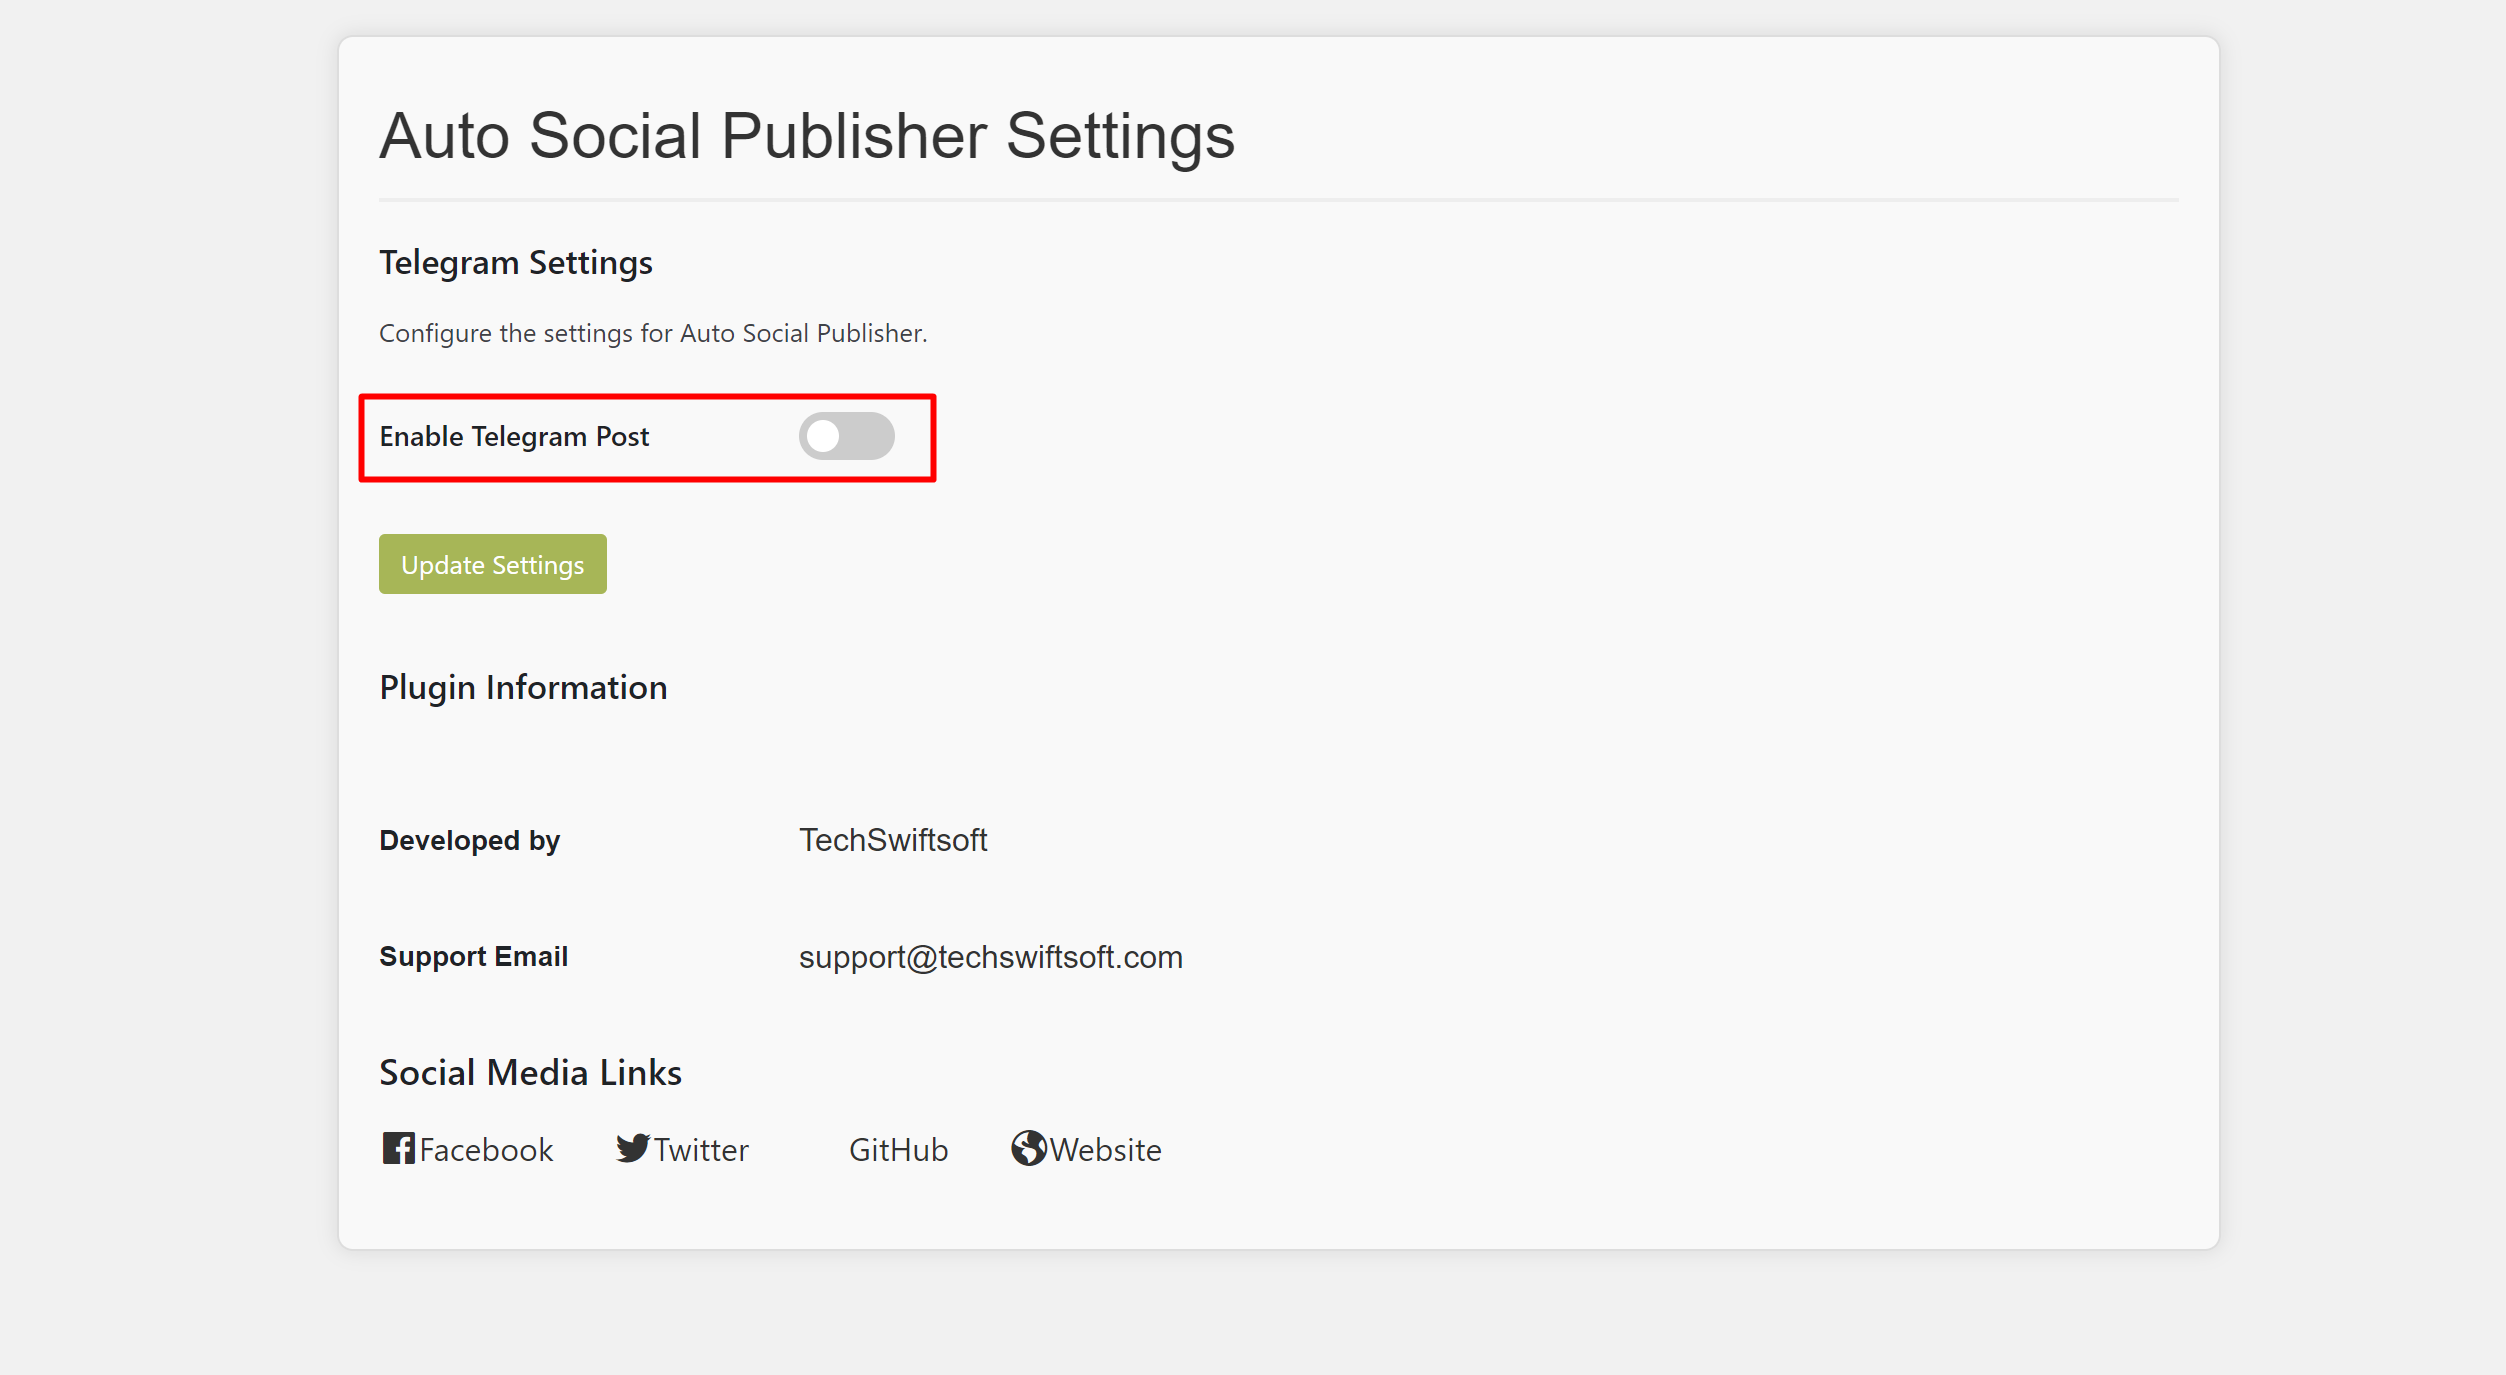 Auto Social Publisher Settings
Telegram Settings
Configure the settings for Auto Social Publisher.
Enable Telegram Post
Update Settings
Plugin Information
Developed by TechSwiftsoft
Support Email support@techswiftsoft.com
Social Media Links
Facebook Twitter GitHub Website